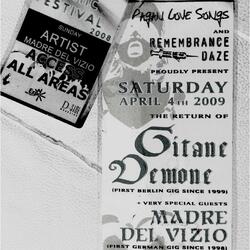 FESTIVAL
2008
SUNDAY
ARTIST
MADRE DEL VIZIO
ACCESS
ALL AREAS
PAGAN LOVE SONGS
AND
REMEMBRANCE
DAZE
PROUDLY PRESENT
SATURDAY
APRIL 4TH 2009
THE RETURN OF
Gitane
Demone
(FIRST BERLIN GIG SINCE 1999)
+ VERY SPECIAL GUESTS
MADRE
DEL VIZIO
(FIRST GERMAN GIG SINCE 1998)